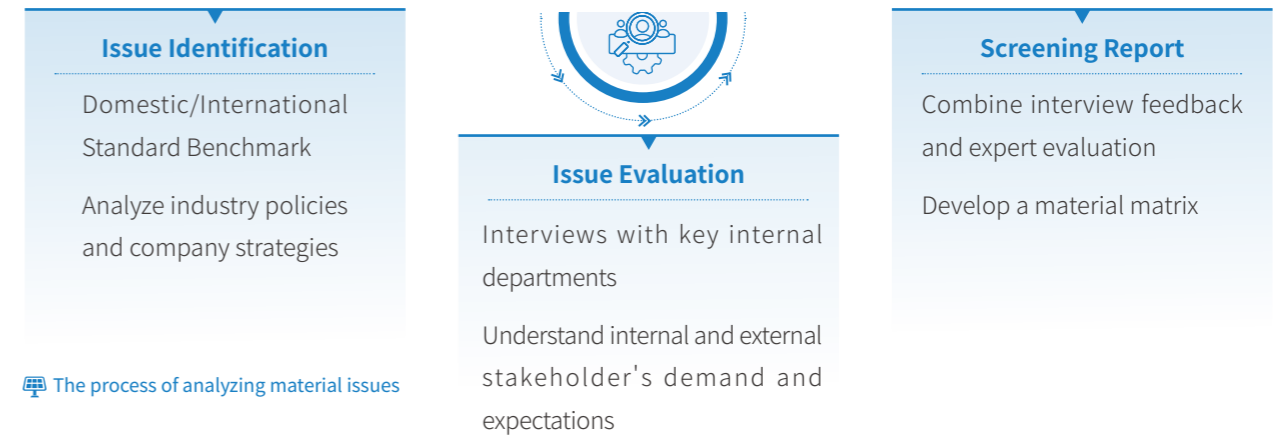 Issue Identification
Domestic/International
Standard Benchmark
Analyze industry policies
and company strategies
The process of analyzing material issues
Issue Evaluation
Interviews with key internal
departments
Understand internal and external
stakeholder's demand and
expectations
Screening Report
Combine interview feedback
and expert evaluation
Develop a material matrix